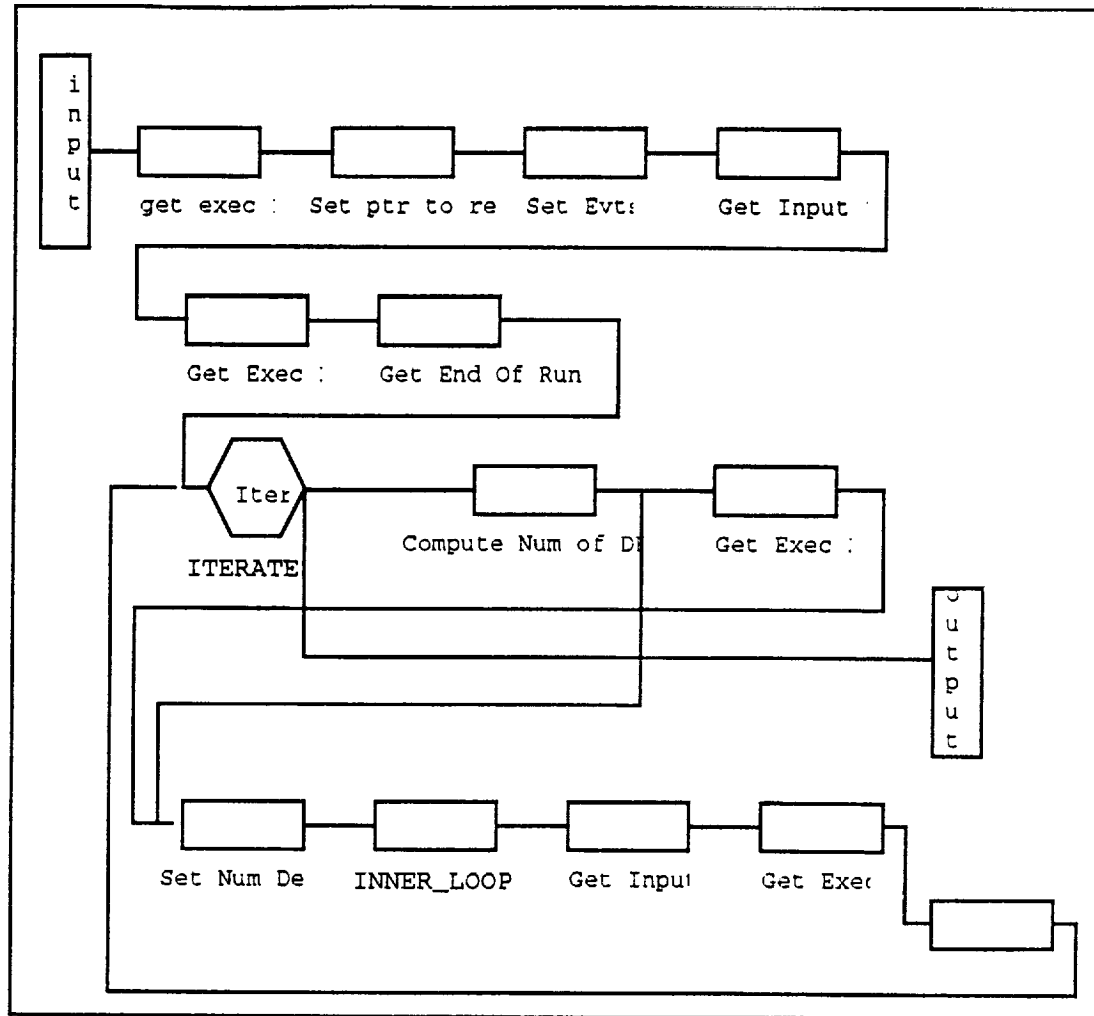 input
get exec
Set ptr to re
Set Evts
Get Input
Get Exec
Get End Of Run
Iter
ITERATE
Compute Num of
Get Exec
output
Set Num De
INNER_LOOP
Get Input
Get Exec